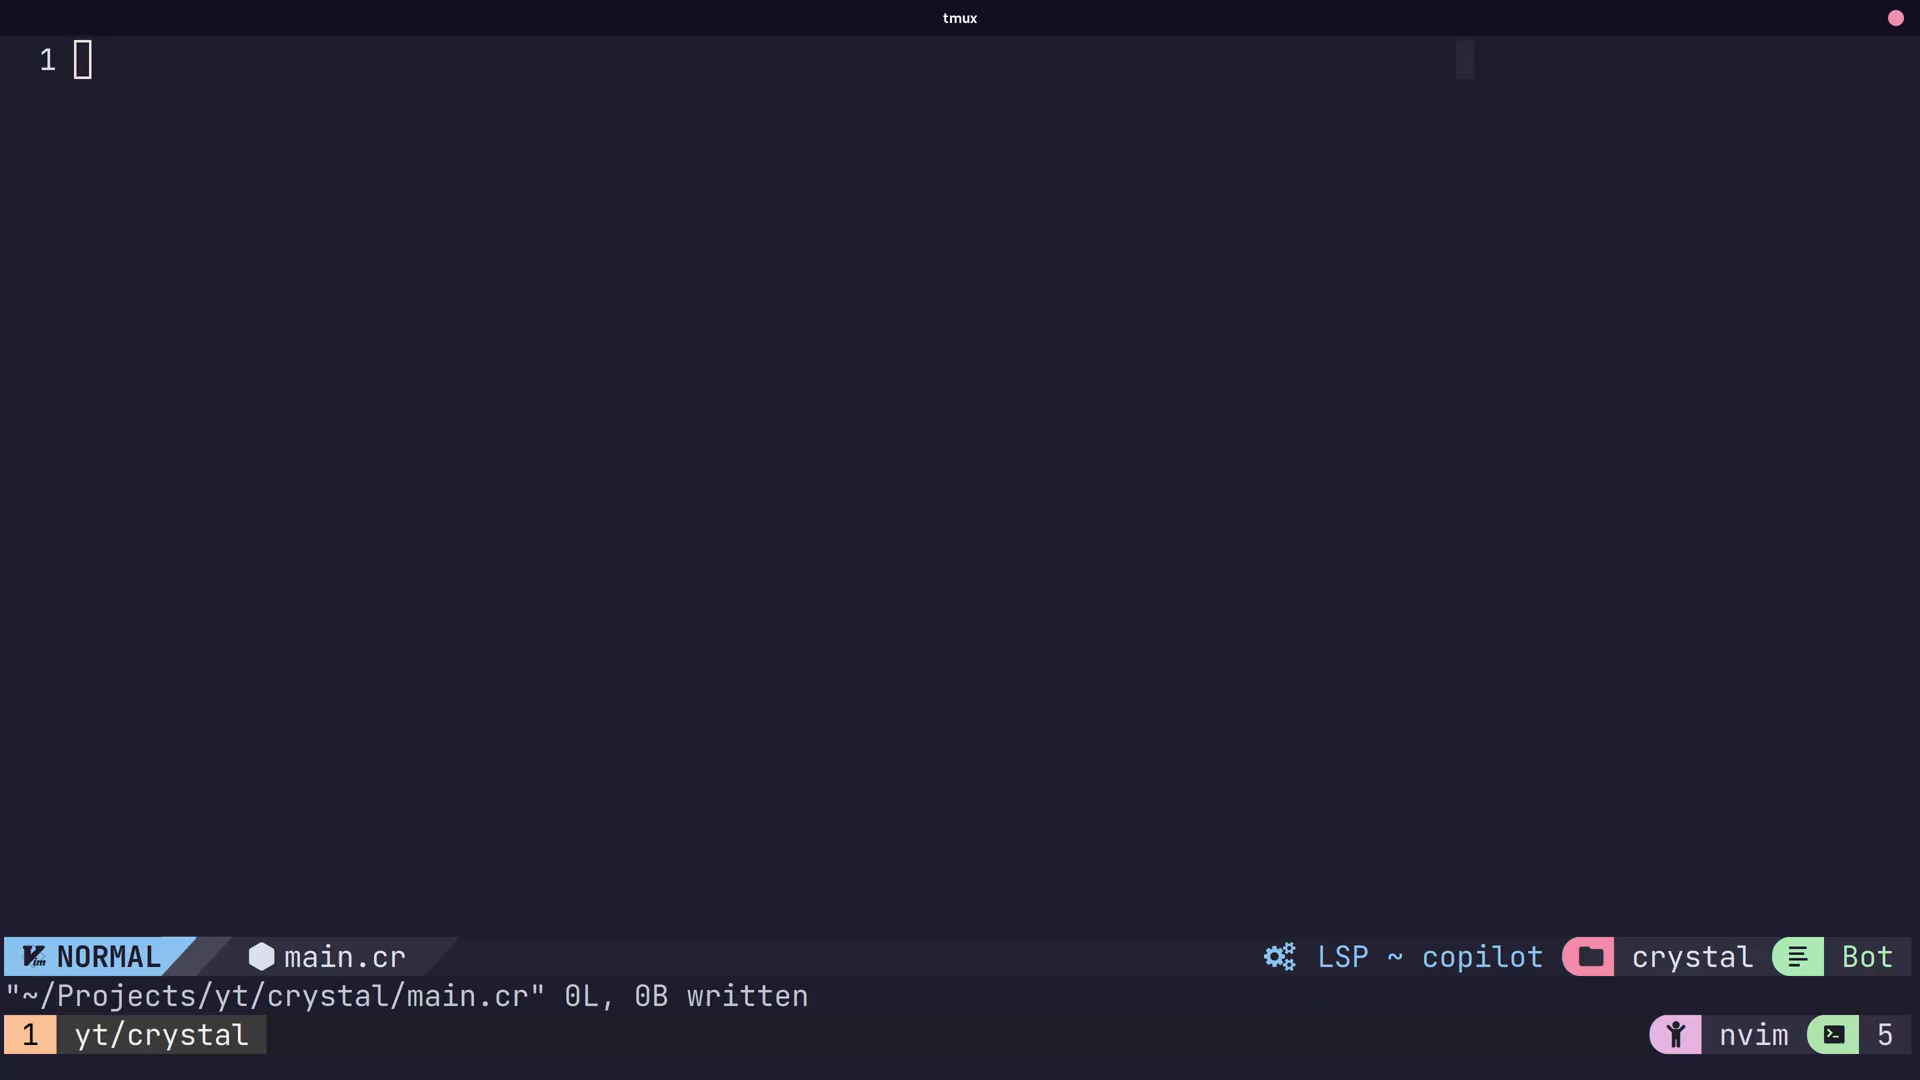 tmux
1
NORMAL main.cr LSP ~ copilot crystal Bot
"~/Projects/yt/crystal/main.cr" 0L, 0B written
1 yt/crystal nvim 5